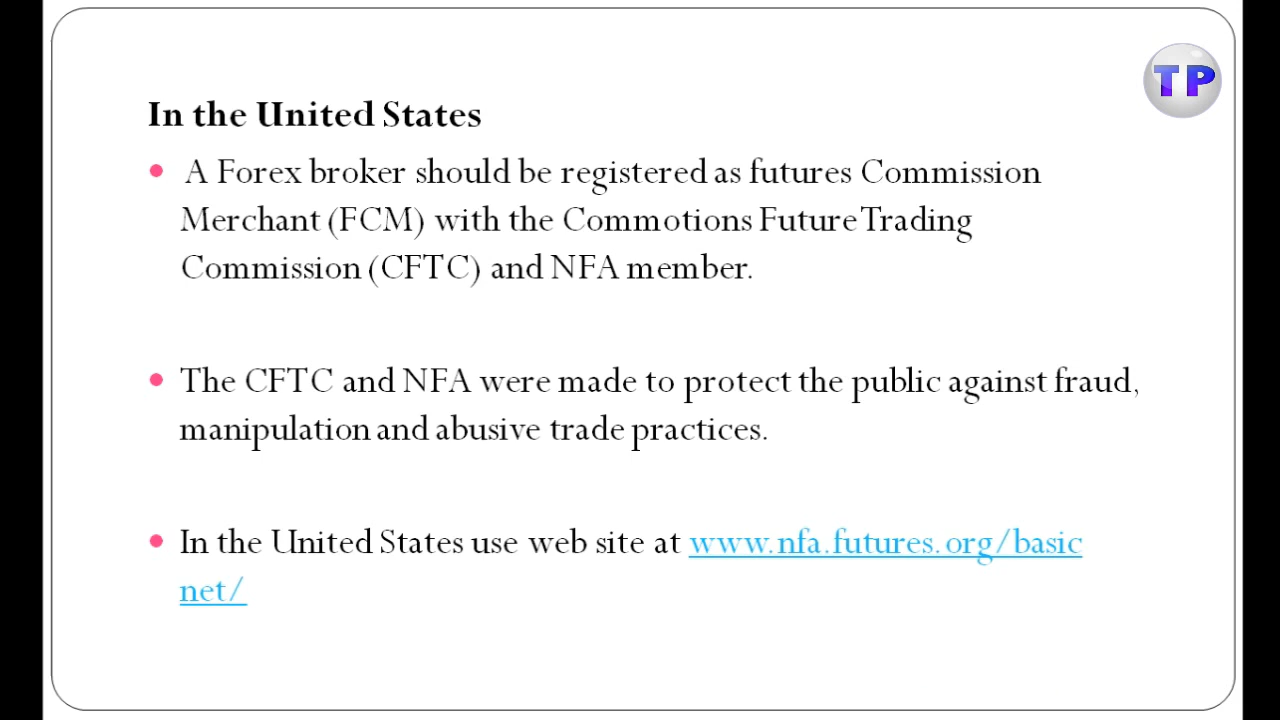 TP
In the United States
A Forex broker should be registered as futures Commission
Merchant (FCM) with the Commotions Future Trading
Commission (CFTC) and NFA member.
The CFTC and NFA were made to protect the public against fraud,
manipulation and abusive trade practices.
In the United States use web site at www.nfa.futures.org/basic
net/